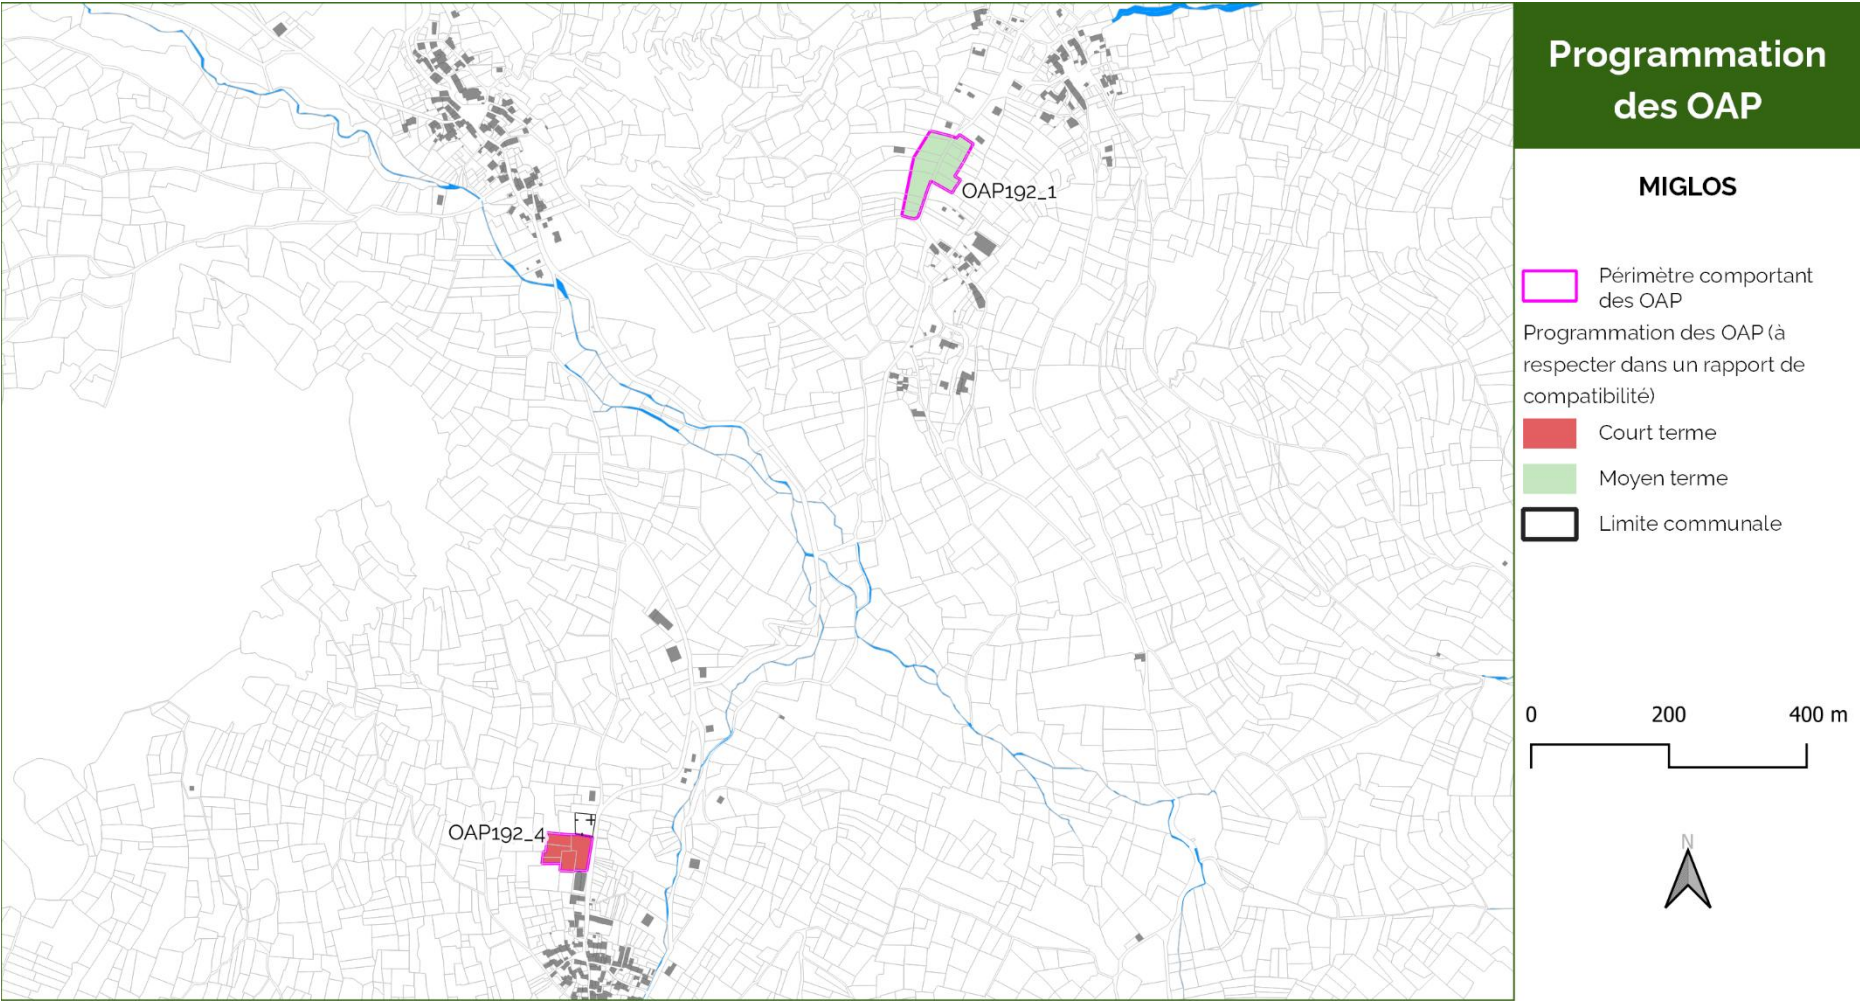 Programmation
des OAP
MIGLOS
Périmètre comportant
des OAP
Programmation des OAP (à
respecter dans un rapport de
compatibilité)
Court terme
Moyen terme
Limite communale
0 200 400 m
N
OAP192_1
OAP192_4